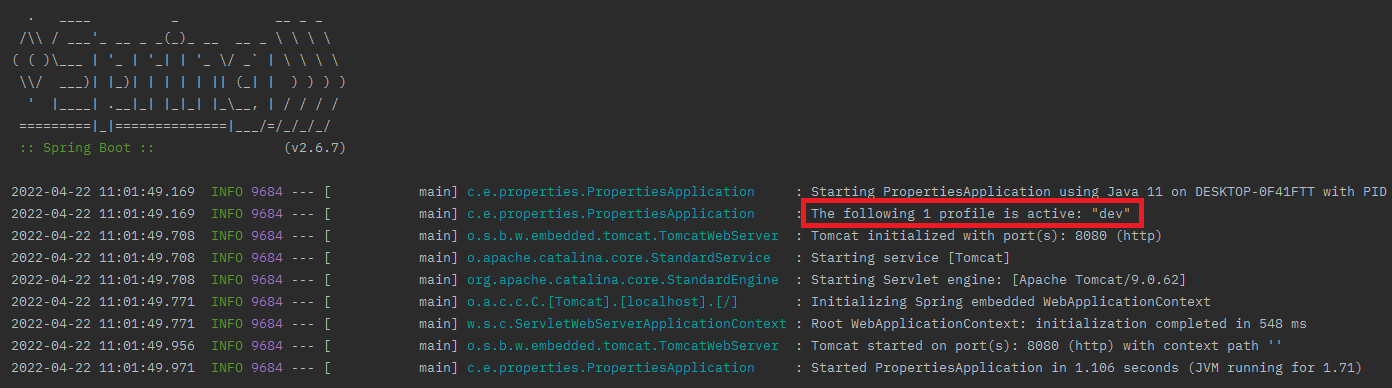 .   ____          _            __ _ _
 /\\ / ___'_ __ _ _(_)_ __  __ _ \ \ \ \
( ( )\___ | '_ | '_| | '_ \/ _` | \ \ \ \
 \\/  ___)| |_)| | | | | || (_| |  ) ) ) )
  '  |____| .__|_| |_|_| |_\__, | / / / /
 =========|_|==============|___/=/_/_/_/
 :: Spring Boot ::                (v2.6.7)
2022-04-22 11:01:49.169  INFO 9684 --- [           main] c.e.properties.PropertiesApplication     : Starting PropertiesApplication using Java 11 on DESKTOP-0F41FTT with PID
2022-04-22 11:01:49.169  INFO 9684 --- [           main] c.e.properties.PropertiesApplication     : The following 1 profile is active: "dev"
2022-04-22 11:01:49.708  INFO 9684 --- [           main] o.s.b.w.embedded.tomcat.TomcatWebServer  : Tomcat initialized with port(s): 8080 (http)
2022-04-22 11:01:49.708  INFO 9684 --- [           main] o.apache.catalina.core.StandardService   : Starting service [Tomcat]
2022-04-22 11:01:49.708  INFO 9684 --- [           main] org.apache.catalina.core.StandardEngine  : Starting Servlet engine: [Apache Tomcat/9.0.62]
2022-04-22 11:01:49.771  INFO 9684 --- [           main] o.a.c.c.C.[Tomcat].[localhost].[/]       : Initializing Spring embedded WebApplicationContext
2022-04-22 11:01:49.771  INFO 9684 --- [           main] w.s.c.ServletWebServerApplicationContext : Root WebApplicationContext: initialization completed in 548 ms
2022-04-22 11:01:49.956  INFO 9684 --- [           main] o.s.b.w.embedded.tomcat.TomcatWebServer  : Tomcat started on port(s): 8080 (http) with context path ''
2022-04-22 11:01:49.971  INFO 9684 --- [           main] c.e.properties.PropertiesApplication     : Started PropertiesApplication in 1.106 seconds (JVM running for 1.71)